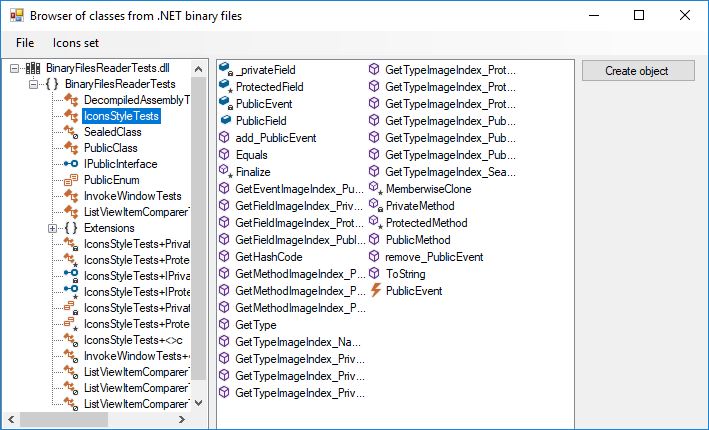 Browser of classes from .NET binary files
File Icons set
BinaryFilesReaderTests.dll
BinaryFilesReaderTests
DecompiledAssemblyT
IconsStyleTests
SealedClass
PublicClass
IPublicInterface
PublicEnum
InvokeWindowTests
ListViewItemComparerT
Extensions
IconsStyleTests+Privat
IconsStyleTests+Prote
IconsStyleTests+IPriva
IconsStyleTests+IProte
IconsStyleTests+Privat
IconsStyleTests+Prote
IconsStyleTests+<>c
InvokeWindowTests+<
ListViewItemComparerT
ListViewItemComparerT
ListViewItemComparerT
_privateField
ProtectedField
PublicEvent
PublicField
add_PublicEvent
Equals
Finalize
GetEventImageIndex_Pu...
GetFieldImageIndex_Priv...
GetFieldImageIndex_Prot...
GetFieldImageIndex_Publ...
GetHashCode
GetMethodImageIndex_P...
GetMethodImageIndex_P...
GetMethodImageIndex_P...
GetType
GetTypeImageIndex_Na...
GetTypeImageIndex_Priv...
GetTypeImageIndex_Priv...
GetTypeImageIndex_Priv...
GetTypeImageIndex_Prot...
GetTypeImageIndex_Prot...
GetTypeImageIndex_Prot...
GetTypeImageIndex_Pub...
GetTypeImageIndex_Pub...
GetTypeImageIndex_Pub...
GetTypeImageIndex_Sea...
MemberwiseClone
PrivateMethod
ProtectedMethod
PublicMethod
remove_PublicEvent
ToString
PublicEvent
Create object